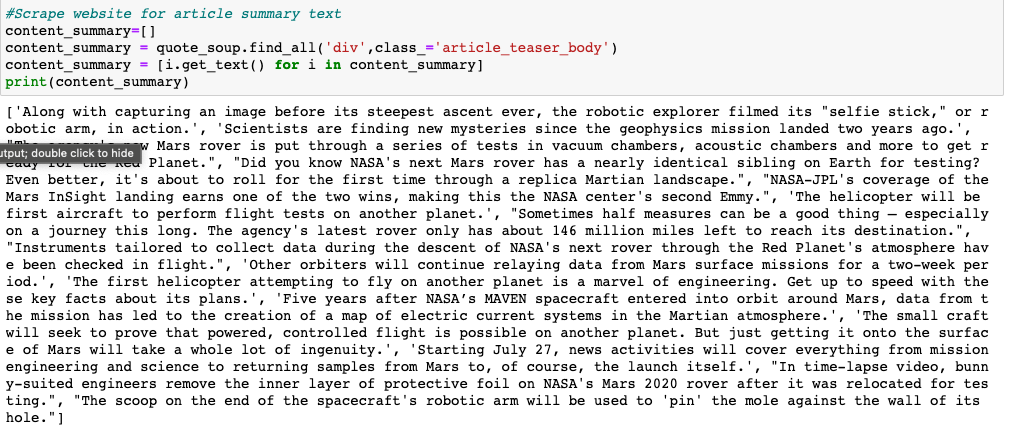 #Scrape website for article summary text
content_summary=[]
content_summary = quote_soup.find_all('div',class_='article_teaser_body')
content_summary = [i.get_text() for i in content_summary]
print(content_summary)
['Along with capturing an image before its steepest ascent ever, the robotic explorer filmed its "selfie stick," or r
obotic arm, in action.', 'Scientists are finding new mysteries since the geophysics mission landed two years ago.',
Mars rover is put through a series of tests in vacuum chambers, acoustic chambers and more to get r
utput; double click to hide
Planet.", "Did you know NASA's next Mars rover has a nearly identical sibling on Earth for testing?
Even better, it's about to roll for the first time through a replica Martian landscape.", "NASA-JPL's coverage of the
Mars InSight landing earns one of the two wins, making this the NASA center's second Emmy.", 'The helicopter will be
first aircraft to perform flight tests on another planet.', "Sometimes half measures can be a good thing – especially
on a journey this long. The agency's latest rover only has about 146 million miles left to reach its destination.",
"Instruments tailored to collect data during the descent of NASA's next rover through the Red Planet's atmosphere hav
e been checked in flight.", 'Other orbiters will continue relaying data from Mars surface missions for a two-week per
iod.', 'The first helicopter attempting to fly on another planet is a marvel of engineering. Get up to speed with the
se key facts about its plans.', 'Five years after NASA's MAVEN spacecraft entered into orbit around Mars, data from t
he mission has led to the creation of a map of electric current systems in the Martian atmosphere.', 'The small craft
will seek to prove that powered, controlled flight is possible on another planet. But just getting it onto the surfac
e of Mars will take a whole lot of ingenuity.', 'Starting July 27, news activities will cover everything from mission
engineering and science to returning samples from Mars to, of course, the launch itself.', "In time-lapse video, bunn
y-suited engineers remove the inner layer of protective foil on NASA's Mars 2020 rover after it was relocated for tes
ting.", "The scoop on the end of the spacecraft's robotic arm will be used to 'pin' the mole against the wall of its
hole."]